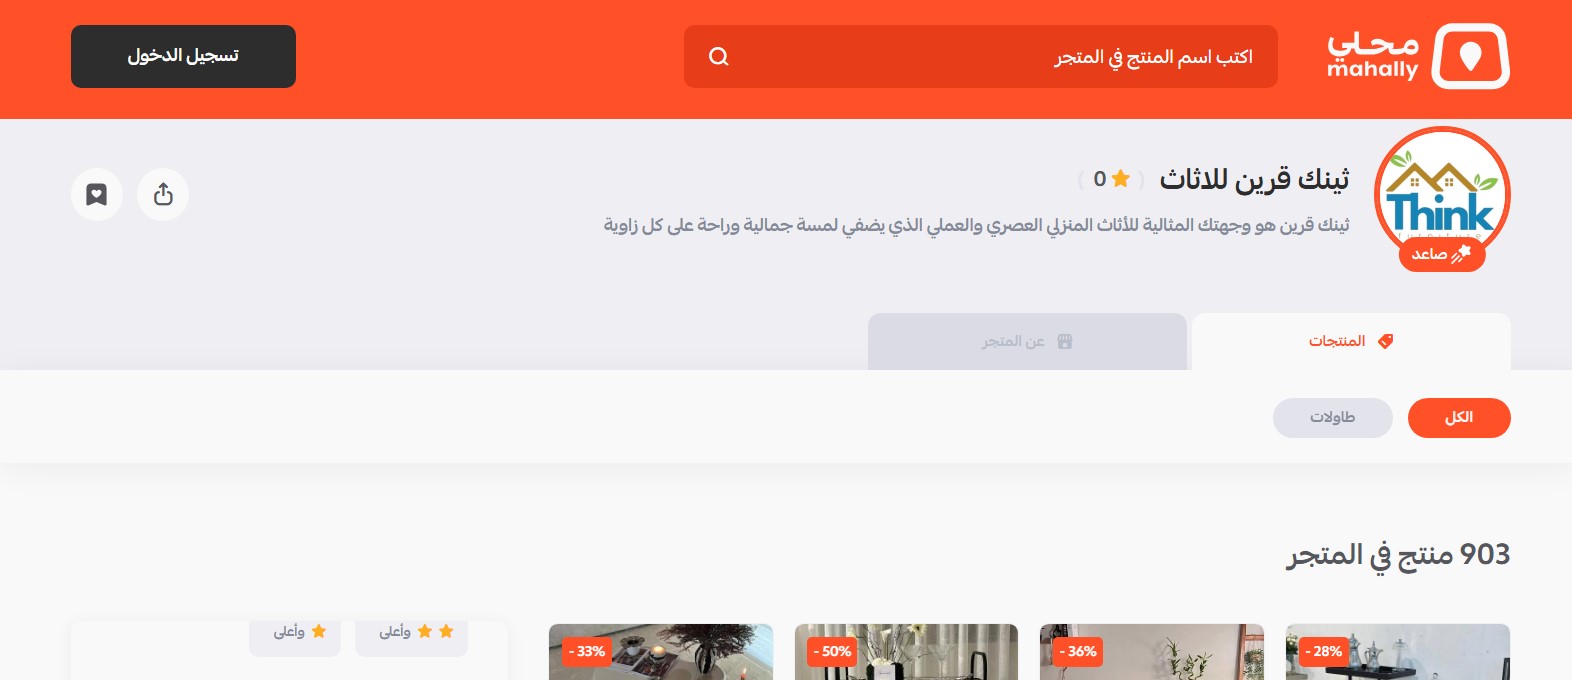 محلي
mahally
اكتب اسم المنتج في المتجر
تسجيل الدخول
Think
furniture
صاعد
ثينك قرين للاثاث ( 0 )
ثينك قرين هو وجهتك المثالية للأثاث المنزلي العصري والعملي الذي يضفي لمسة جمالية وراحة على كل زاوية
المنتجات
عن المتجر
الكل
طاولات
903 منتج في المتجر
- 28%
- 36%
- 50%
- 33%
وأعلى
وأعلى